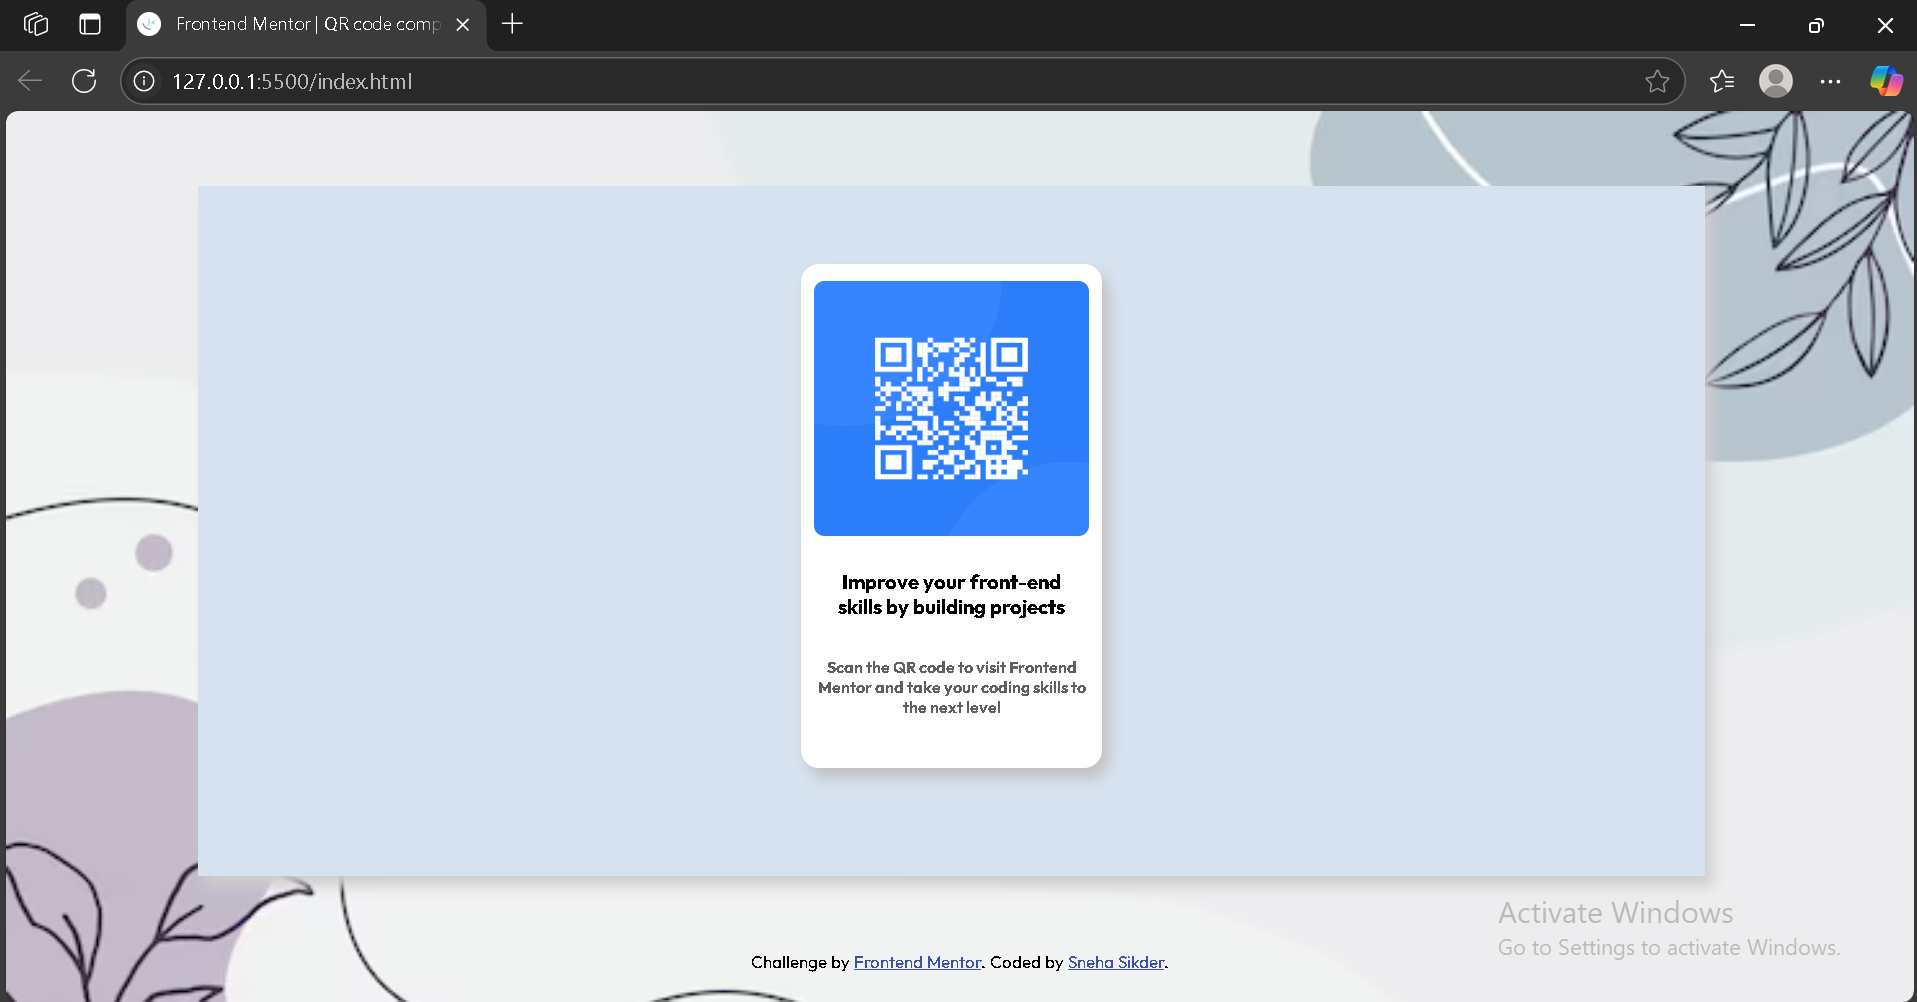 Frontend Mentor | QR code comp
127.0.0.1:5500/index.html
Improve your front-end
skills by building projects
Scan the QR code to visit Frontend
Mentor and take your coding skills to
the next level
Activate Windows
Go to Settings to activate Windows.
Challenge by Frontend Mentor. Coded by Sneha Sikder.